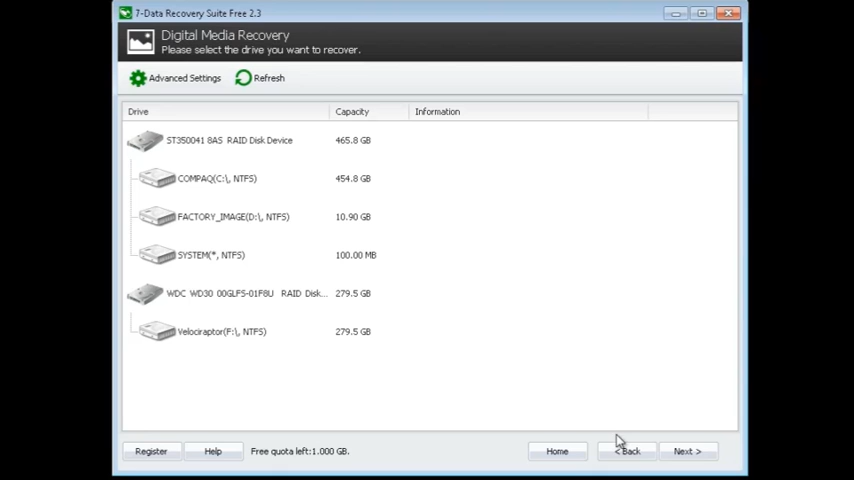 7-Data Recovery Suite Free 2.3
Digital Media Recovery
Please select the drive you want to recover.
Advanced Settings Refresh
Drive Capacity Information
ST350041 8AS RAID Disk Device 465.8 GB
COMPAQ(C:\, NTFS) 454.8 GB
FACTORY_IMAGE(D:\, NTFS) 10.90 GB
SYSTEM(*, NTFS) 100.00 MB
WDC WD30 00GLFS-01F8U RAID Disk... 279.5 GB
Velociraptor(F:\, NTFS) 279.5 GB
Register Help Free quota left:1.000 GB. Home < Back Next >